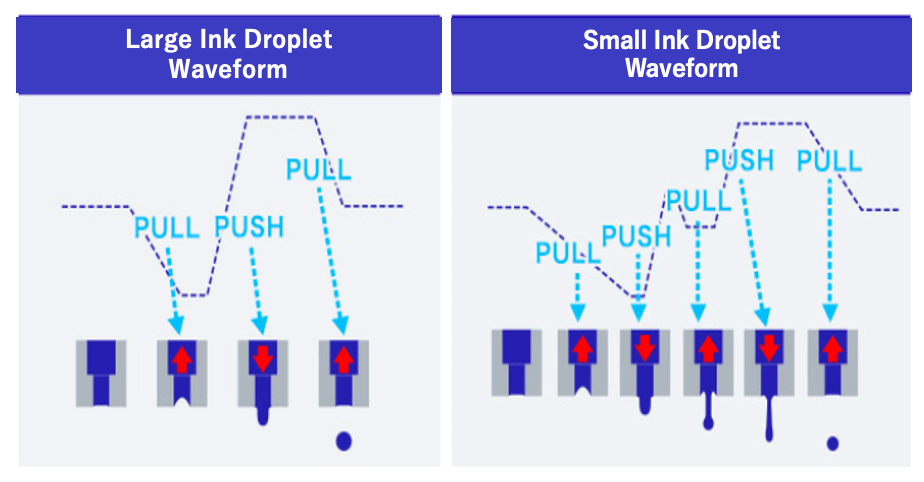 Large Ink Droplet
Waveform
PULL
PUSH
PULL
Small Ink Droplet
Waveform
PULL
PUSH
PULL
PUSH
PULL